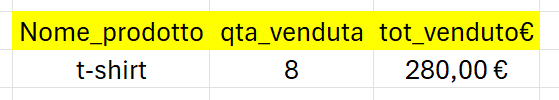 Nome_prodotto qta_venduta tot_venduto€
t-shirt 8 280,00 €